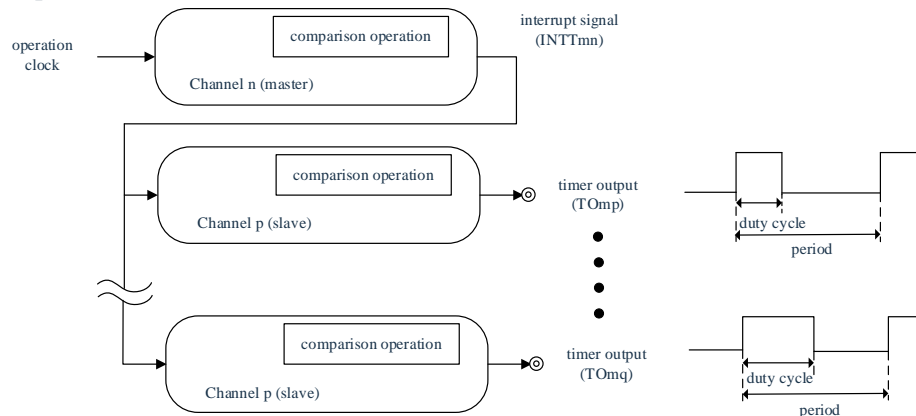 comparison operation
interrupt signal
(INTTmn)
operation
clock
Channel n (master)
comparison operation
timer output
(TOmp)
Channel p (slave)
duty cycle
period
comparison operation
timer output
(TOmq)
Channel p (slave)
duty cycle
period